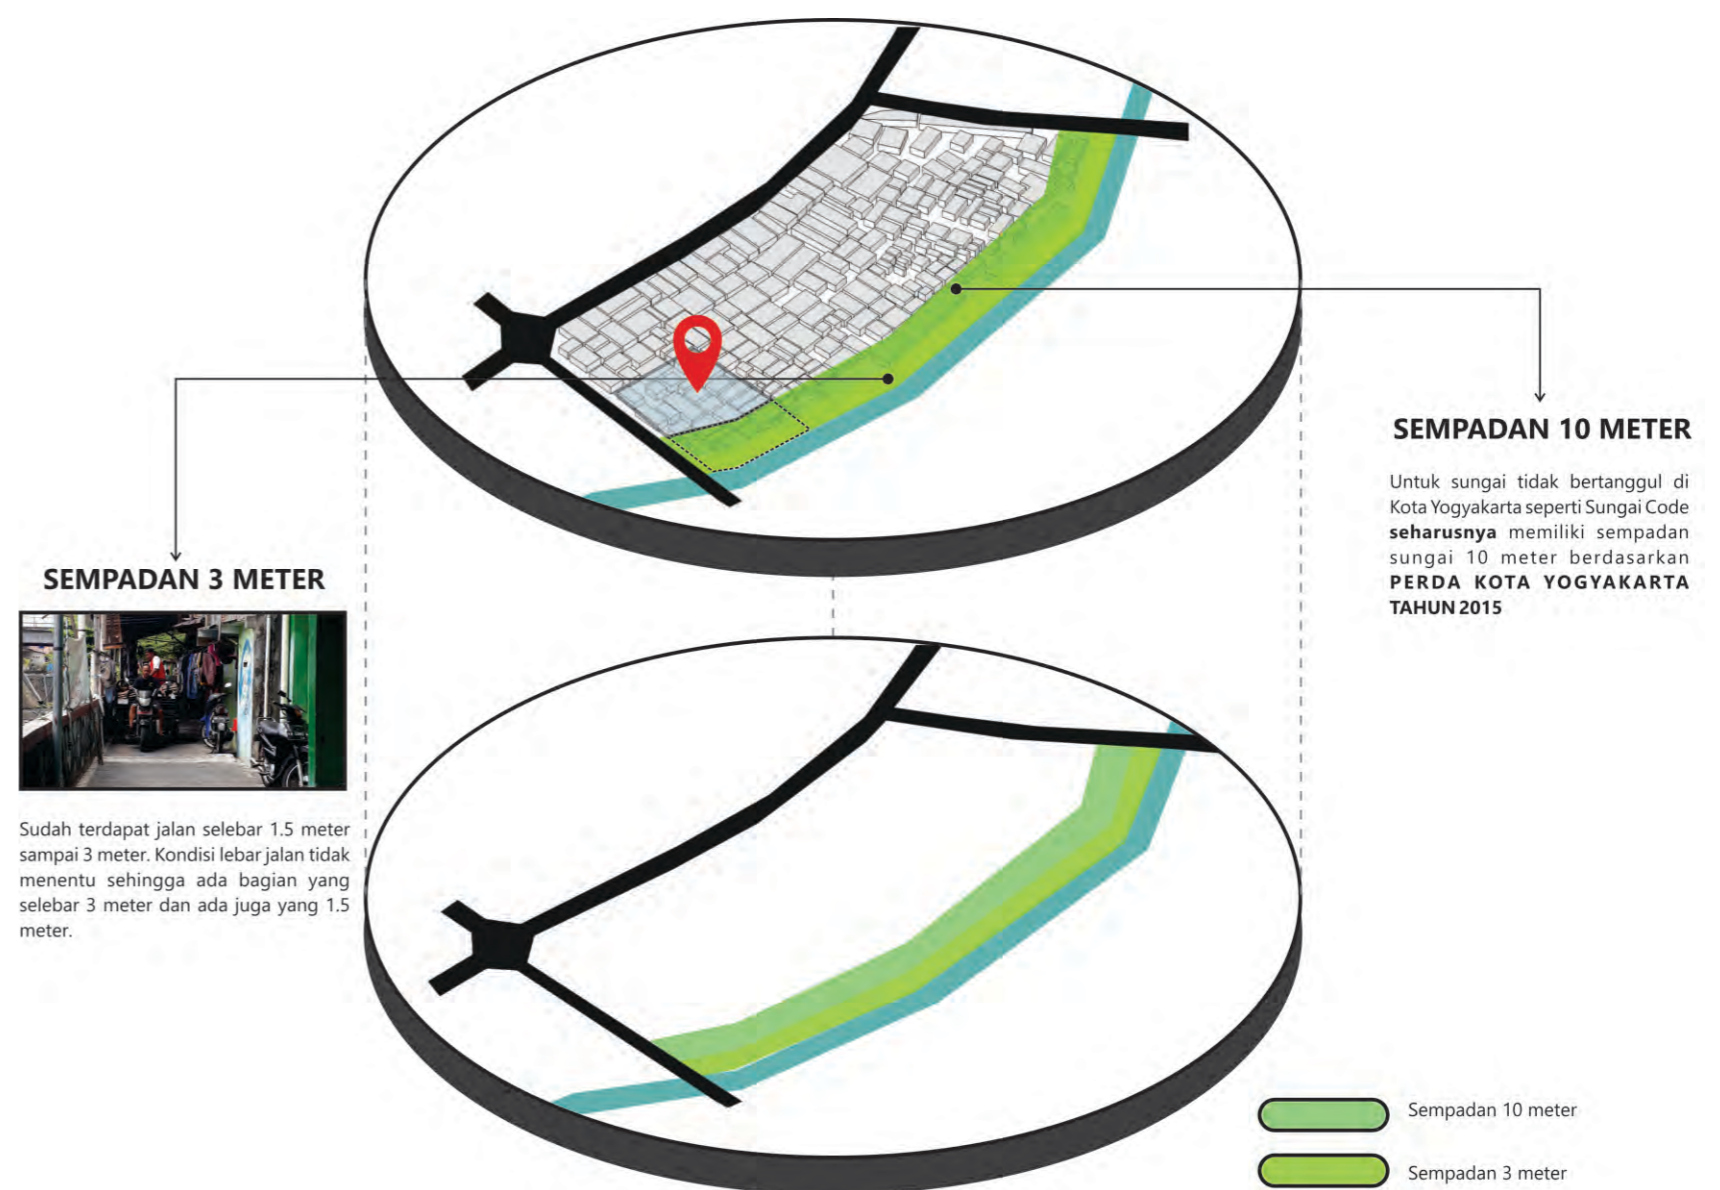 SEMPADAN 10 METER
Untuk sungai tidak bertanggul di
Kota Yogyakarta seperti Sungai Code
seharusnya memiliki sempadan
sungai 10 meter berdasarkan
PERDA KOTA YOGYAKARTA
TAHUN 2015
SEMPADAN 3 METER
Sudah terdapat jalan selebar 1.5 meter
sampai 3 meter. Kondisi lebar jalan tidak
menentu sehingga ada bagian yang
selebar 3 meter dan ada juga yang 1.5
meter.
Sempadan 10 meter
Sempadan 3 meter